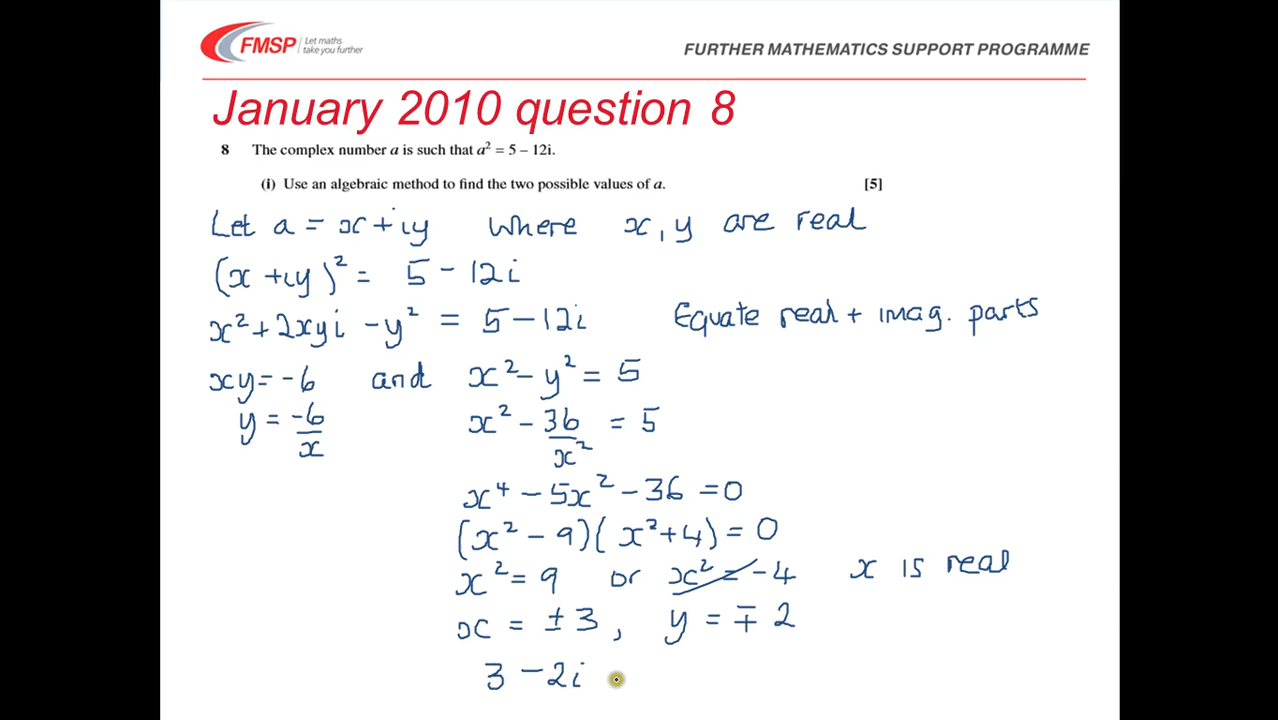 FMSP Let maths take you further
FURTHER MATHEMATICS SUPPORT PROGRAMME
January 2010 question 8
8 The complex number a is such that a² = 5 – 12i.
(i) Use an algebraic method to find the two possible values of a. [5]
Let a = x + iy where x, y are real
(x + iy)² = 5 - 12i
x² + 2xyi - y² = 5 - 12i Equate real + imag. parts
xy = -6 and x² - y² = 5
y = -6/x x² - 36/x² = 5
x⁴ - 5x² - 36 = 0
(x² - 9)(x² + 4) = 0
x² = 9 or x² = -4 x is real
x = ±3, y = ∓2
3 - 2i